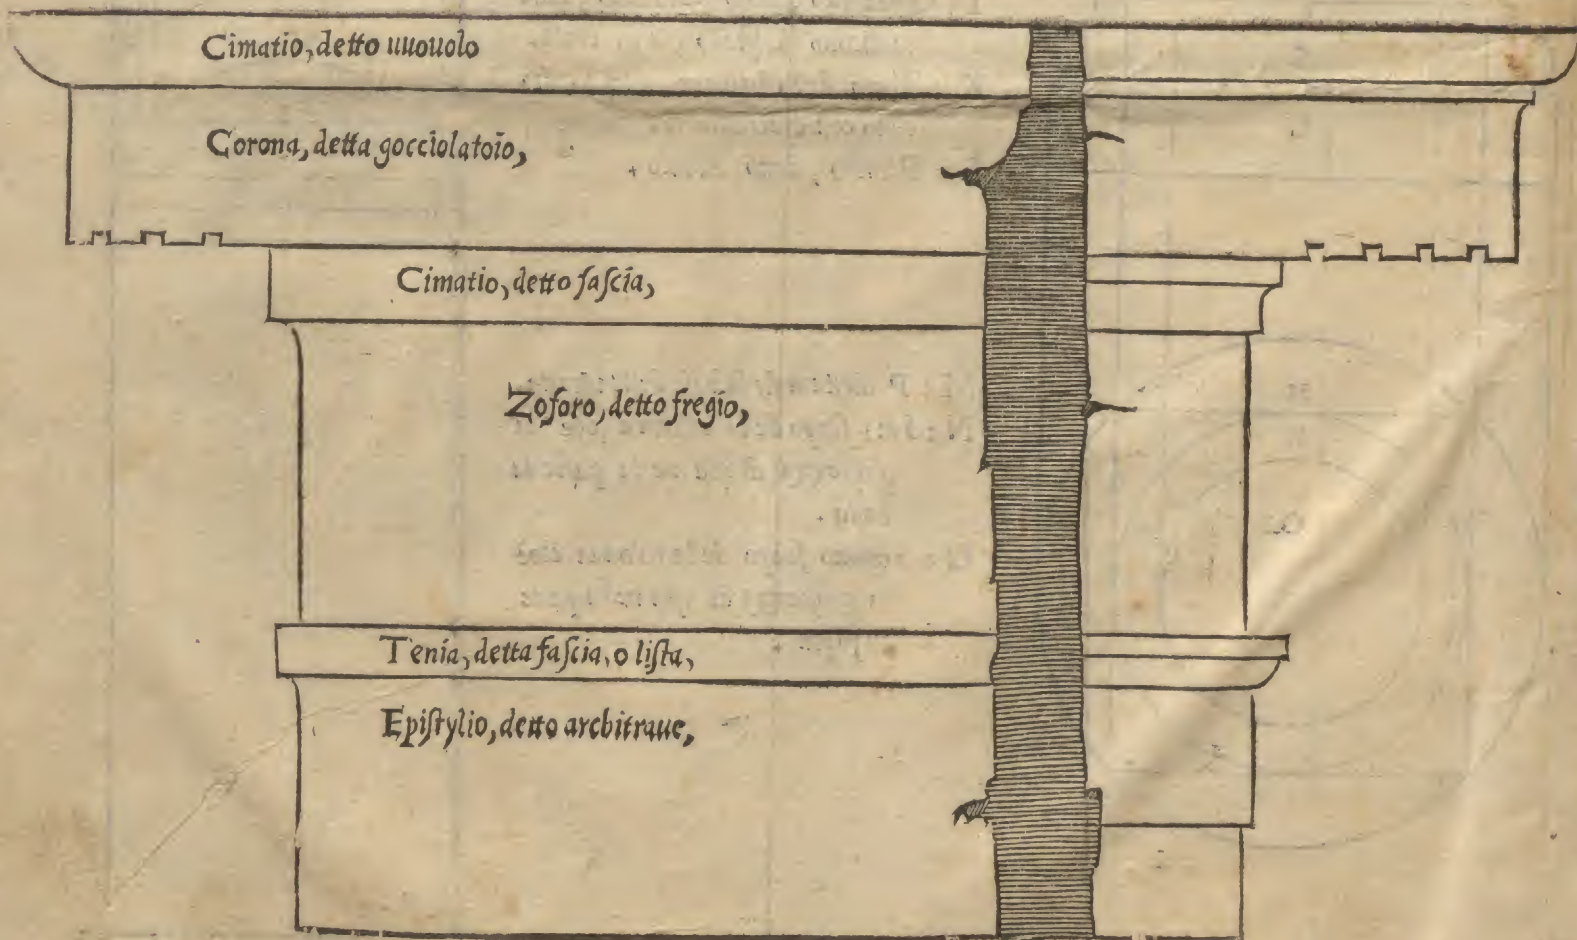 Cimatio, detto uuouolo
Corona, detta gocciolatoio,
Cimatio, detto faſcia,
Zoforo, detto fregio,
Tenia, detta faſcia, o liſta,
Epiſtylio, detto architraue,